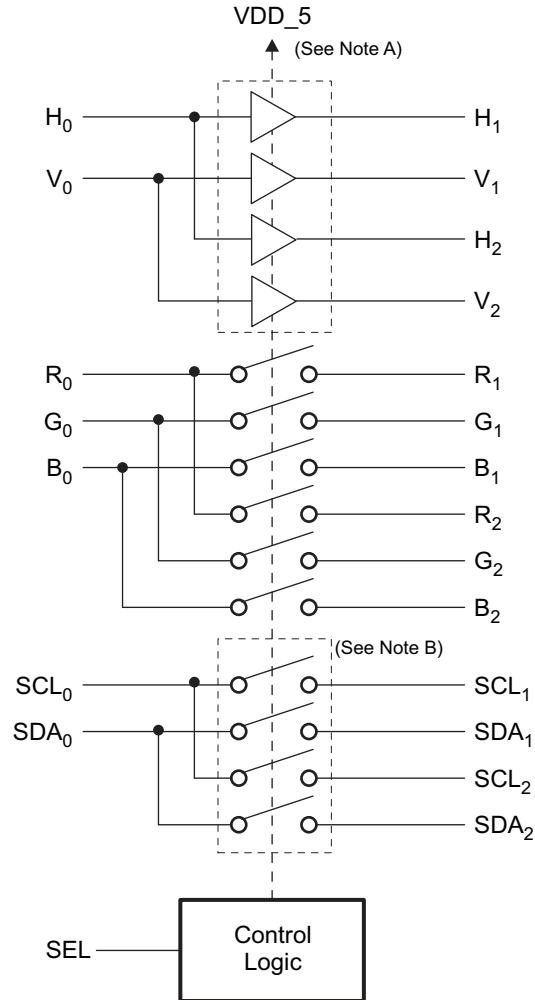 VDD_5
(See Note A)
H0 H1
V0 V1
H2
V2
R0 R1
G0 G1
B0 B1
R2
G2
B2
(See Note B)
SCL0 SCL1
SDA0 SDA1
SCL2
SDA2
SEL
Control
Logic